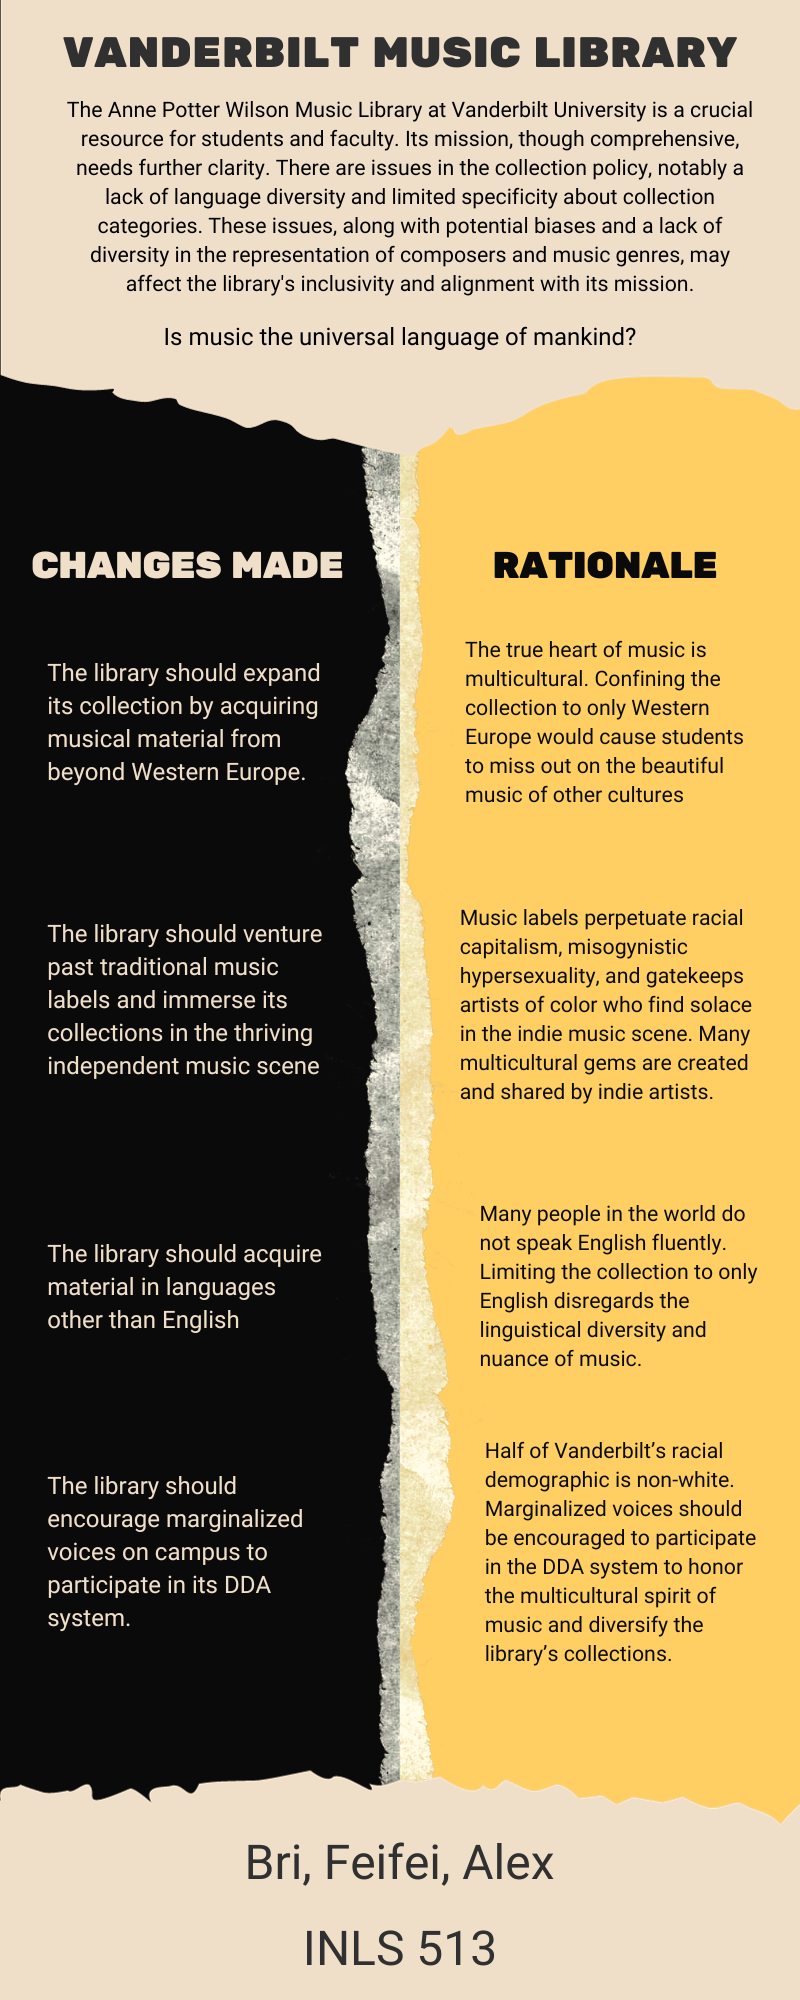 VANDERBILT MUSIC LIBRARY
The Anne Potter Wilson Music Library at Vanderbilt University is a crucial
resource for students and faculty. Its mission, though comprehensive,
needs further clarity. There are issues in the collection policy, notably a
lack of language diversity and limited specificity about collection
categories. These issues, along with potential biases and a lack of
diversity in the representation of composers and music genres, may
affect the library's inclusivity and alignment with its mission.
Is music the universal language of mankind?
CHANGES MADE
The library should expand
its collection by acquiring
musical material from
beyond Western Europe.
The library should venture
past traditional music
labels and immerse its
collections in the thriving
independent music scene
The library should acquire
material in languages
other than English
The library should
encourage marginalized
voices on campus to
participate in its DDA
system.
RATIONALE
The true heart of music is
multicultural. Confining the
collection to only Western
Europe would cause students
to miss out on the beautiful
music of other cultures
Music labels perpetuate racial
capitalism, misogynistic
hypersexuality, and gatekeeps
artists of color who find solace
in the indie music scene. Many
multicultural gems are created
and shared by indie artists.
Many people in the world do
not speak English fluently.
Limiting the collection to only
English disregards the
linguistical diversity and
nuance of music.
Half of Vanderbilt’s racial
demographic is non-white.
Marginalized voices should
be encouraged to participate
in the DDA system to honor
the multicultural spirit of
music and diversify the
library’s collections.
Bri, Feifei, Alex
INLS 513